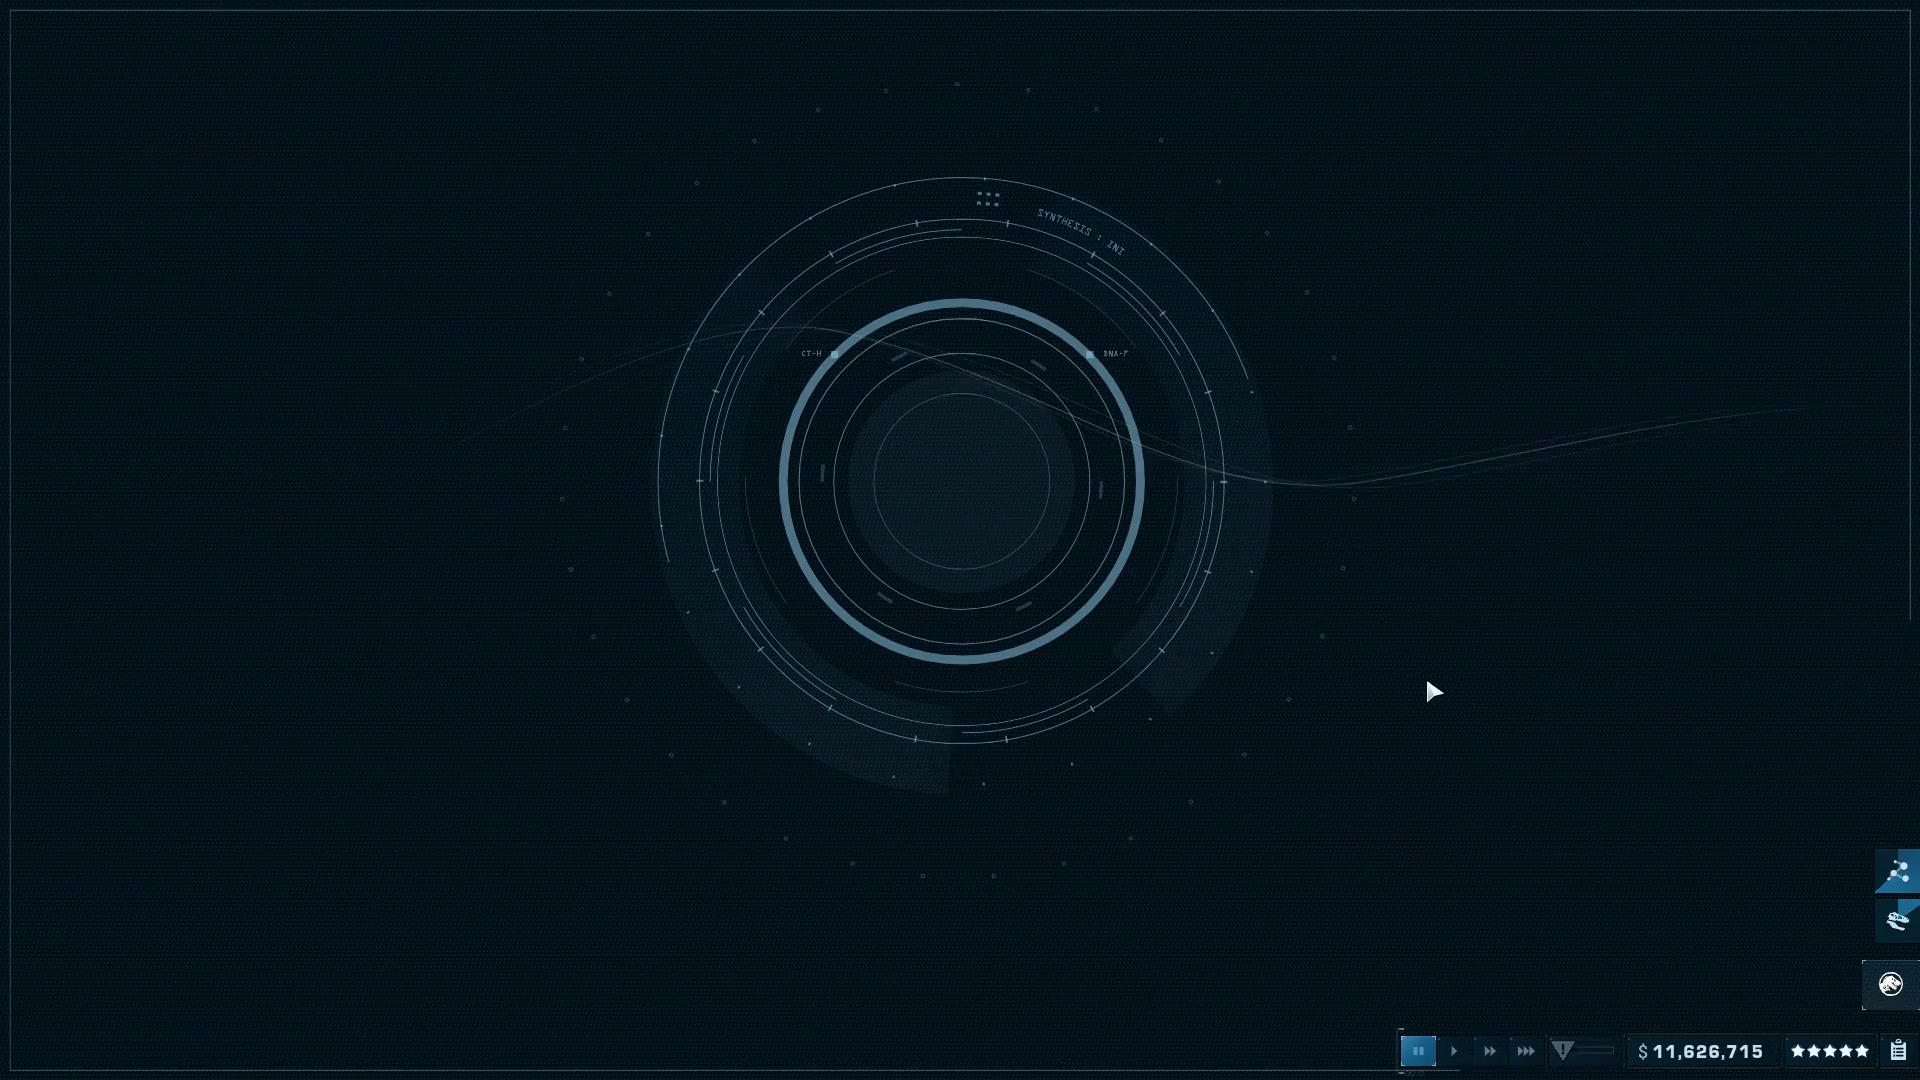 SYNTHESIS : INI
CT-H
DNA-F
$ 11,626,715